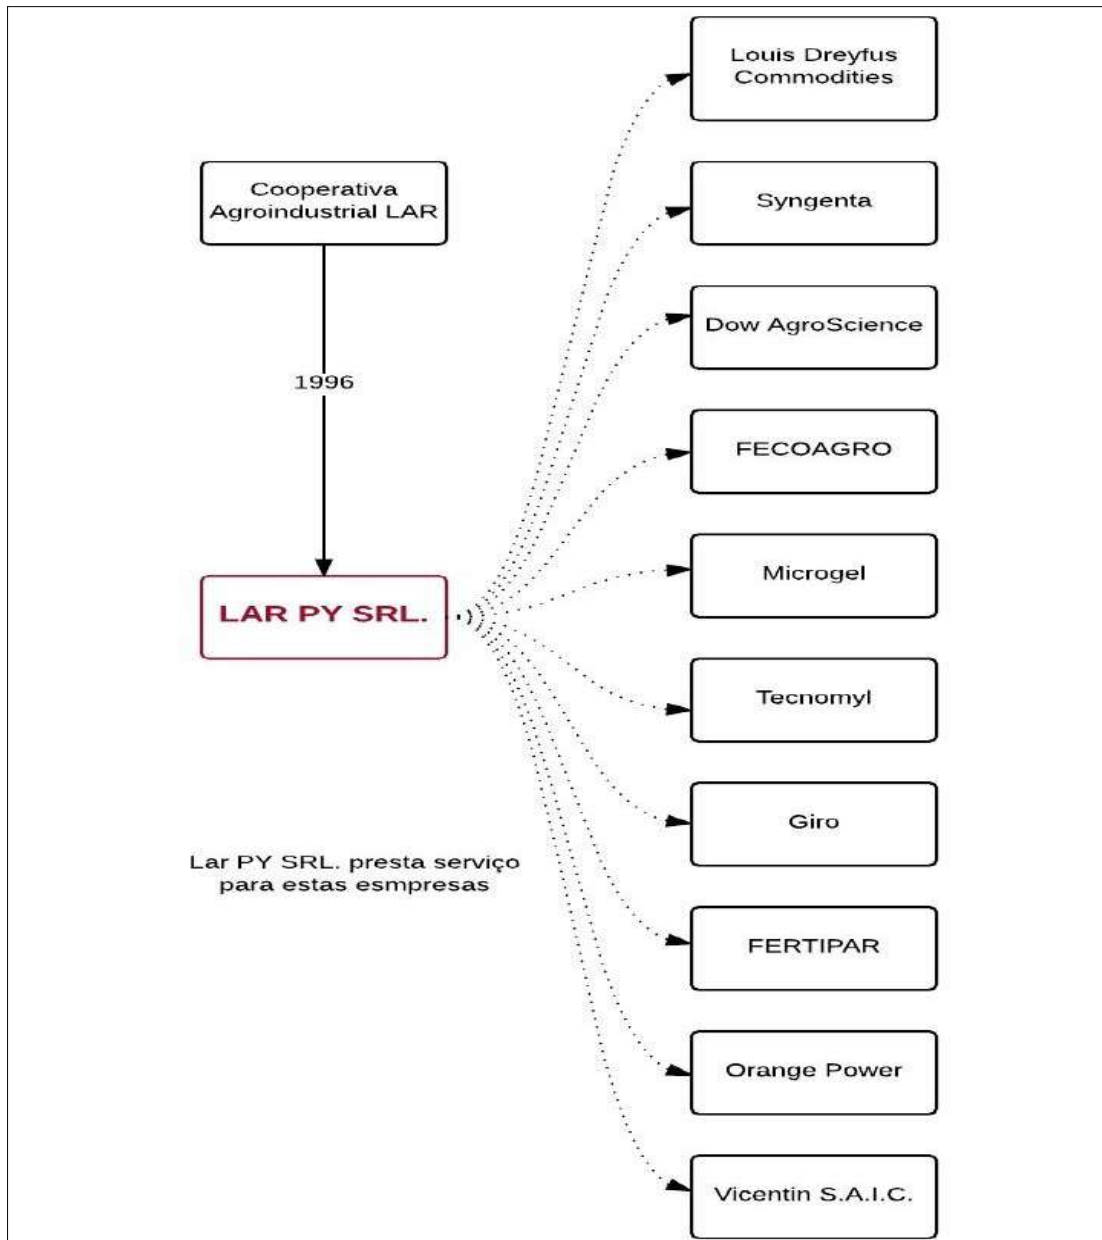 Louis Dreyfus
Commodities
Cooperativa
Agroindustrial LAR
Syngenta
Dow AgroScience
1996
FECOAGRO
Microgel
LAR PY SRL.
Tecnomyl
Giro
Lar PY SRL. presta serviço
para estas esmpresas
FERTIPAR
Orange Power
Vicentin S.A.I.C.